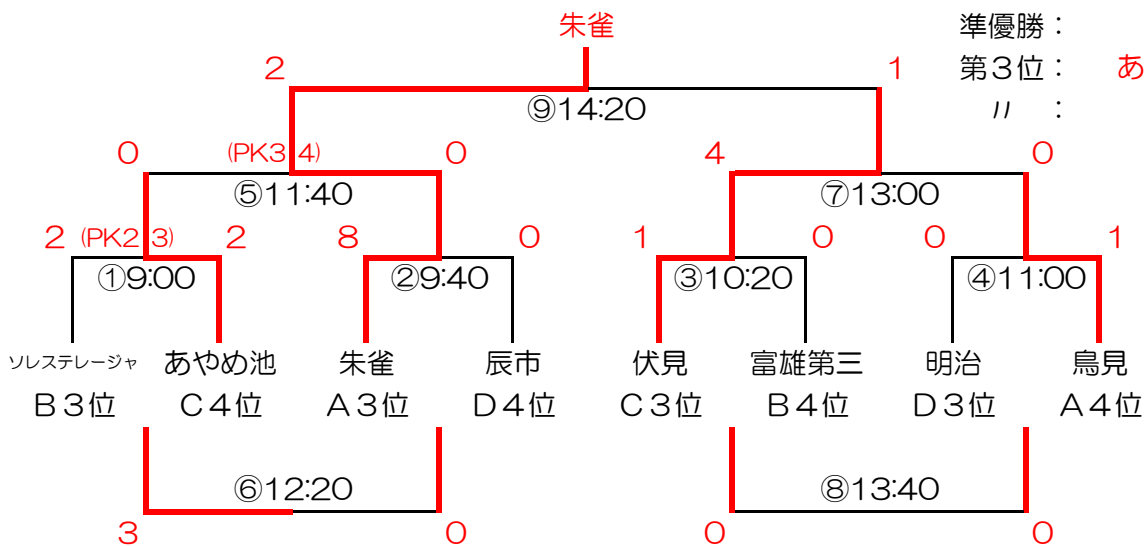 朱雀
準優勝：
2
1
第３位： あ
⑨14:20
〃 ：
0 (PK3 4) 0
4
0
⑤11:40
⑦13:00
2 (PK2 3) 2
8
0
1
0
0
1
①9:00
②9:40
③10:20
④11:00
ソレステレージャ
あやめ池
朱雀
辰市
伏見
富雄第三
明治
鳥見
Ｂ３位
Ｃ４位
Ａ３位
Ｄ４位
Ｃ３位
Ｂ４位
Ｄ３位
Ａ４位
⑥12:20
⑧13:40
3
0
0
0